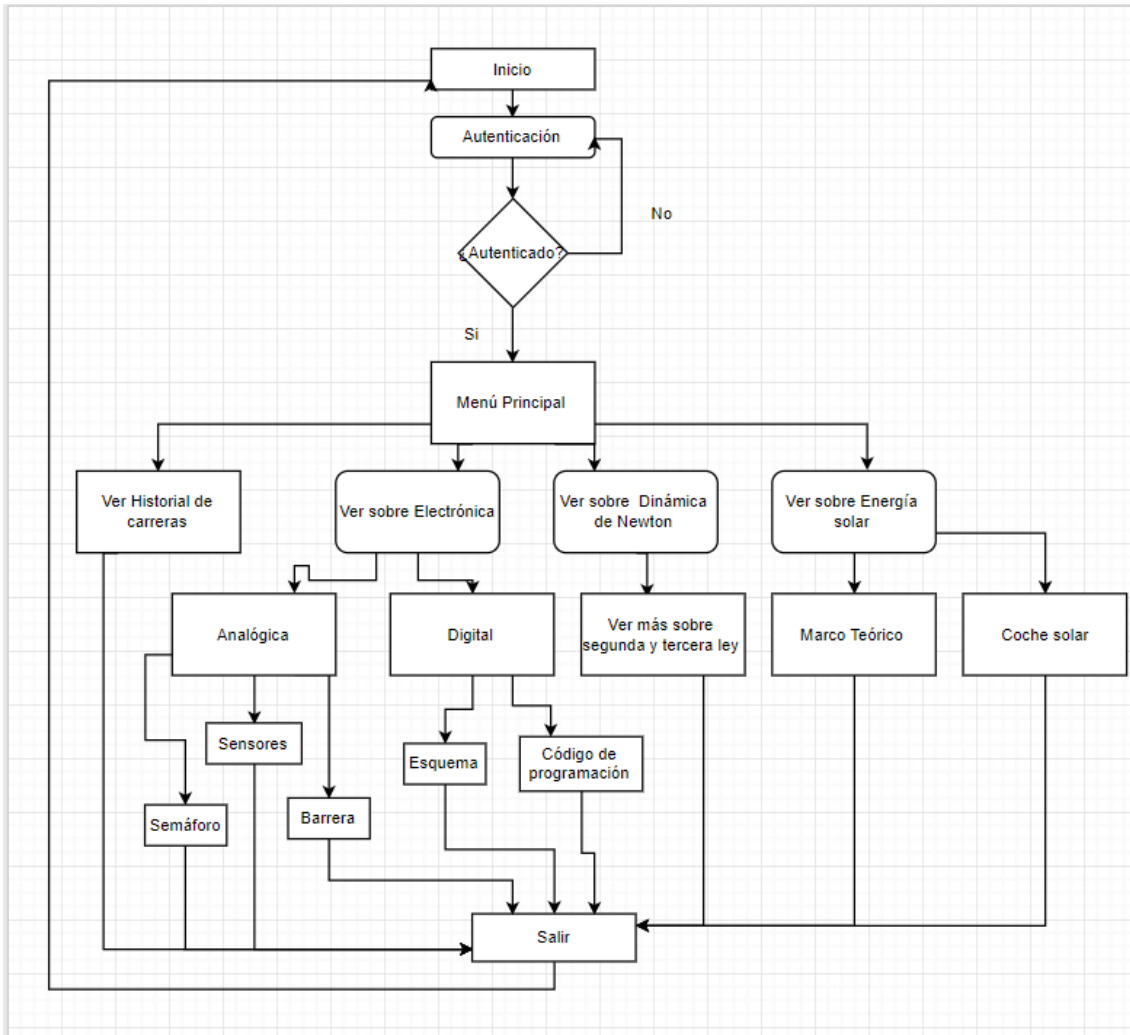 Inicio
Autenticación
No
¿Autenticado?
Si
Menú Principal
Ver Historial de
carreras
Ver sobre Electrónica
Ver sobre Dinámica
de Newton
Ver sobre Energía
solar
Analógica
Digital
Ver más sobre
segunda y tercera ley
Marco Teórico
Coche solar
Sensores
Esquema
Código de
programación
Semáforo
Barrera
Salir